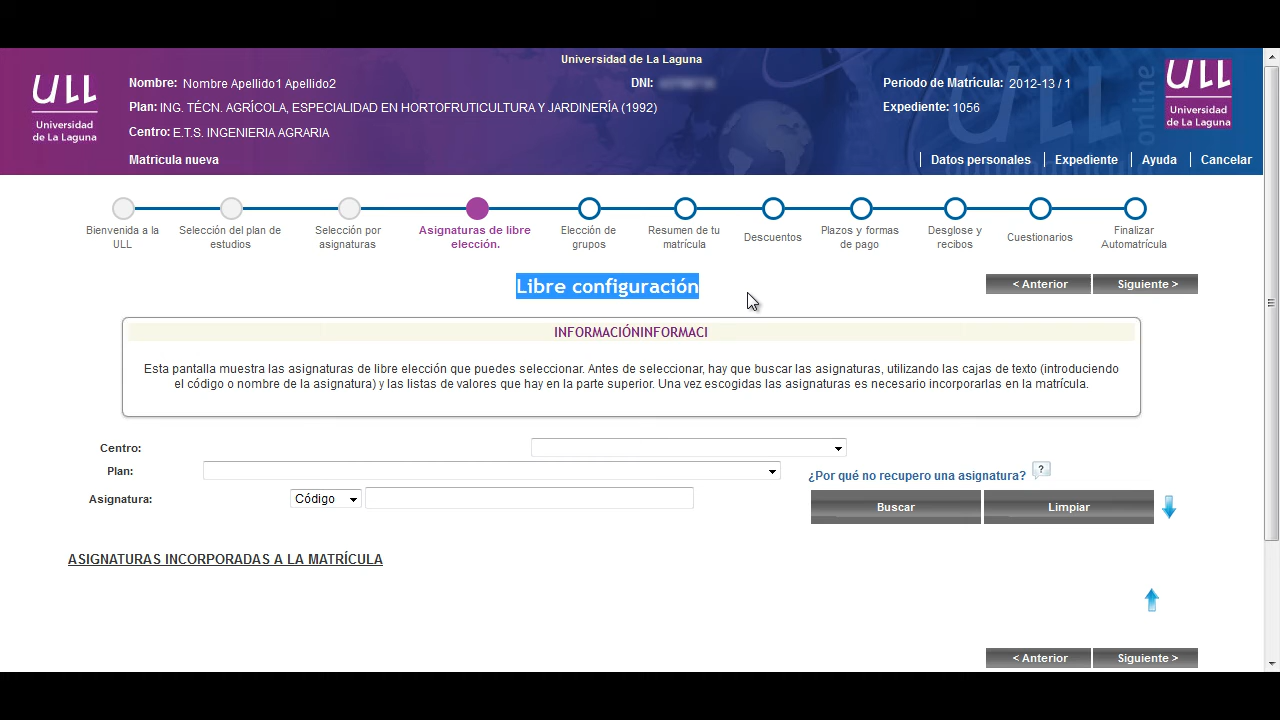 Universidad de La Laguna
ULL
Universidad
de La Laguna
Nombre: Nombre Apellido1 Apellido2
DNI:
Periodo de Matrícula: 2012-13 / 1
Plan: ING. TÉCN. AGRÍCOLA, ESPECIALIDAD EN HORTOFRUTICULTURA Y JARDINERÍA (1992)
Expediente: 1056
Centro: E.T.S. INGENIERIA AGRARIA
Matricula nueva
ULL
online
ULL
Universidad
de La Laguna
Datos personales
Expediente
Ayuda
Cancelar
Bienvenida a la
ULL
Selección del plan de
estudios
Selección por
asignaturas
Asignaturas de libre
elección.
Elección de
grupos
Resumen de tu
matrícula
Descuentos
Plazos y formas
de pago
Desglose y
recibos
Cuestionarios
Finalizar
Automatrícula
Libre configuración
< Anterior
Siguiente >
INFORMACIÓNINFORMACI
Esta pantalla muestra las asignaturas de libre elección que puedes seleccionar. Antes de seleccionar, hay que buscar las asignaturas, utilizando las cajas de texto (introduciendo
el código o nombre de la asignatura) y las listas de valores que hay en la parte superior. Una vez escogidas las asignaturas es necesario incorporarlas en la matrícula.
Centro:
Plan:
¿Por qué no recupero una asignatura? ?
Asignatura:
Código
Buscar
Limpiar
ASIGNATURAS INCORPORADAS A LA MATRÍCULA
< Anterior
Siguiente >